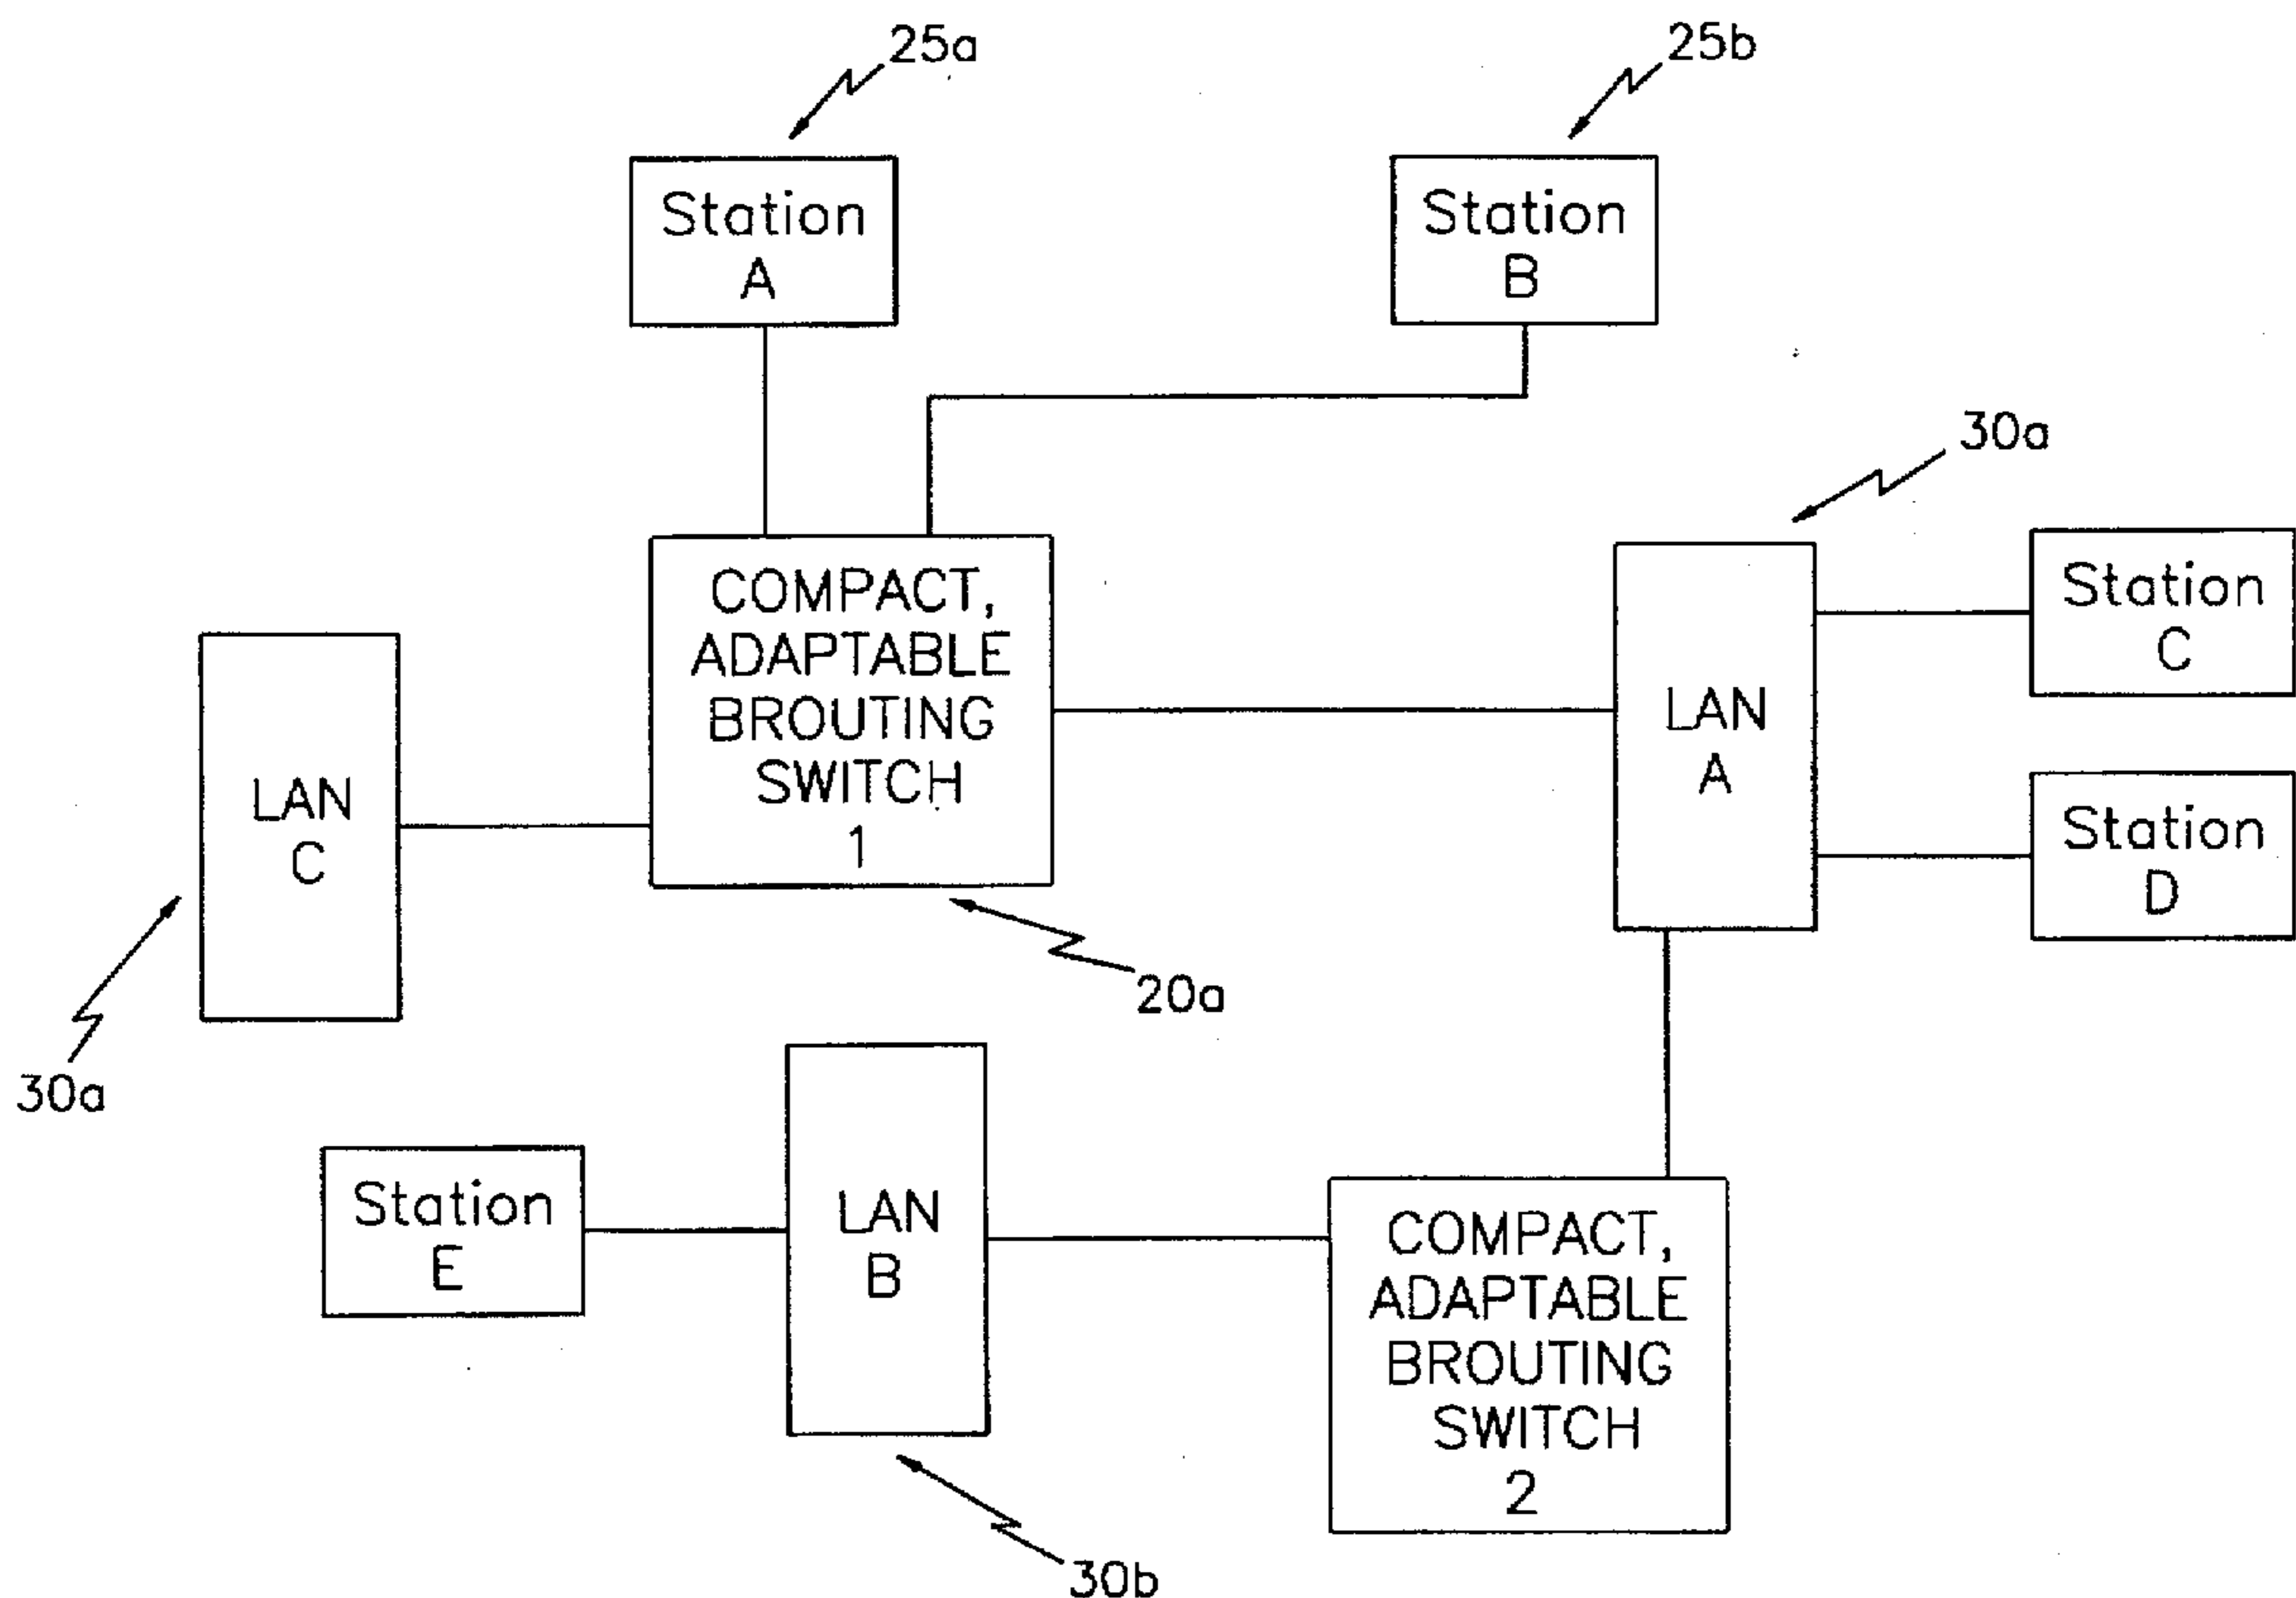 25a
25b
Station
A
Station
B
30a
COMPACT,
ADAPTABLE
BROUTING
SWITCH
1
LAN
A
Station
C
Station
D
LAN
C
20a
30a
Station
E
LAN
B
COMPACT,
ADAPTABLE
BROUTING
SWITCH
2
30b